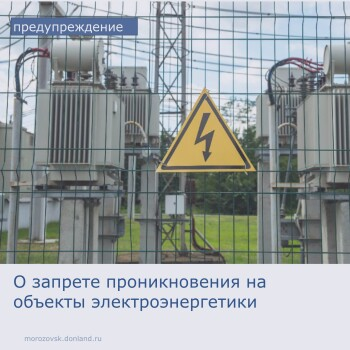 предупреждение
О запрете проникновения на
объекты электроэнергетики
morozovsk.donland.ru